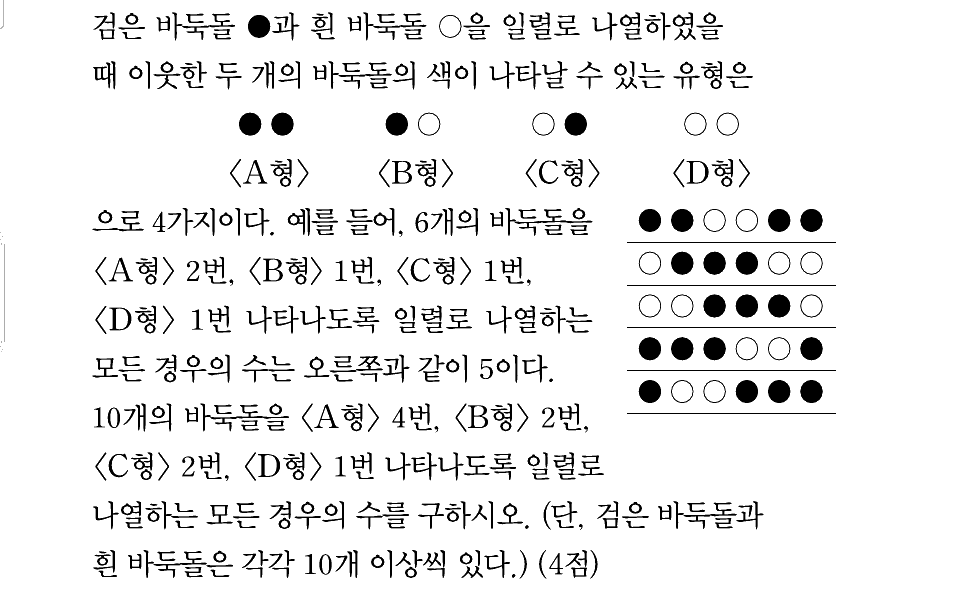 검은 바둑돌 ●과 흰 바둑돌 ○을 일렬로 나열하였을
때 이웃한 두 개의 바둑돌의 색이 나타날 수 있는 유형은
●● ●○ ○● ○○
〈A형〉 〈B형〉 〈C형〉 〈D형〉
으로 4가지이다. 예를 들어, 6개의 바둑돌을
〈A형〉 2번, 〈B형〉 1번, 〈C형〉 1번,
〈D형〉 1번 나타나도록 일렬로 나열하는
모든 경우의 수는 오른쪽과 같이 5이다.
10개의 바둑돌을 〈A형〉 4번, 〈B형〉 2번,
〈C형〉 2번, 〈D형〉 1번 나타나도록 일렬로
나열하는 모든 경우의 수를 구하시오. (단, 검은 바둑돌과
흰 바둑돌은 각각 10개 이상씩 있다.) (4점)
●●○○●●
○●●●○○
○○●●●○
●●●○○●
●○○●●●